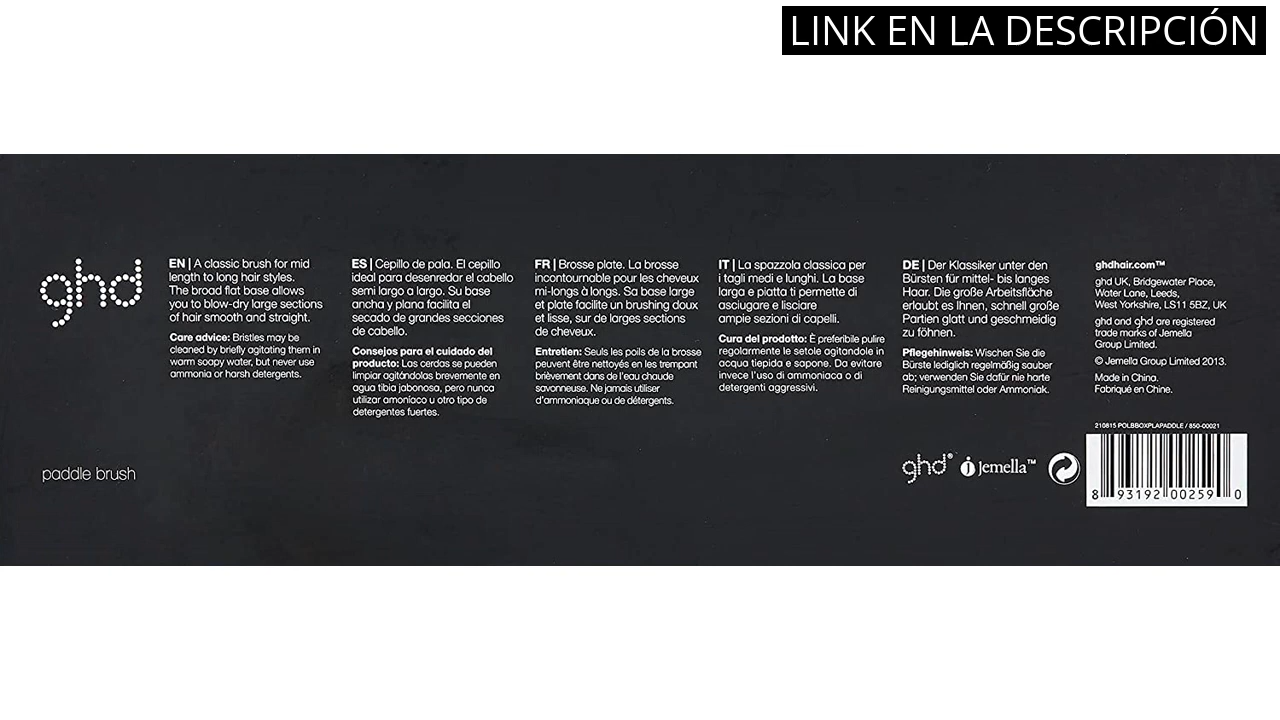 LINK EN LA DESCRIPCIÓN
ghd
EN | A classic brush for mid
length to long hair styles.
The broad flat base allows
you to blow-dry large sections
of hair smooth and straight.
Care advice: Bristles may be
cleaned by briefly agitating them in
warm soapy water, but never use
ammonia or harsh detergents.
ES | Cepillo de pala. El cepillo
ideal para desenredar el cabello
semi largo a largo. Su base
ancha y plana facilita el
secado de grandes secciones
de cabello.
Consejos para el cuidado del
producto: Las cerdas se pueden
limpiar agitándolas brevemente en
agua tibia jabonosa, pero nunca
utilizar amoníaco u otro tipo de
detergentes fuertes.
FR | Brosse plate. La brosse
incontournable pour les cheveux
mi-longs à longs. Sa base large
et plate facilite un brushing doux
et lisse, sur de larges sections
de cheveux.
Entretien: Seuls les poils de la brosse
peuvent être nettoyés en les trempant
brièvement dans de l'eau chaude
savonneuse. Ne jamais utiliser
d'ammoniaque ou de détergents.
IT | La spazzola classica per
i tagli medi e lunghi. La base
larga e piatta ti permette di
asciugare e lisciare
ampie sezioni di capelli.
Cura del prodotto: È preferibile pulire
regolarmente le setole agitandole in
acqua tiepida e sapone. Da evitare
invece l'uso di ammoniaca o di
detergenti aggressivi.
DE | Der Klassiker unter den
Bürsten für mittel- bis langes
Haar. Die große Arbeitsfläche
erlaubt es Ihnen, schnell große
Partien glatt und geschmeidig
zu föhnen.
Pflegehinweis: Wischen Sie die
Bürste lediglich regelmäßig sauber
ab; verwenden Sie dafür nie harte
Reinigungsmittel oder Ammoniak.
ghdhair.com™
ghd UK, Bridgewater Place,
Water Lane, Leeds,
West Yorkshire, LS11 5BZ, UK
ghd and ghd are registered
trade marks of Jemella
Group Limited.
© Jemella Group Limited 2013.
Made in China.
Fabriqué en Chine.
210815 POLBBOXPLAPADDLE / 850-00021
paddle brush
ghd® Jemella™
8 93192 00259 0